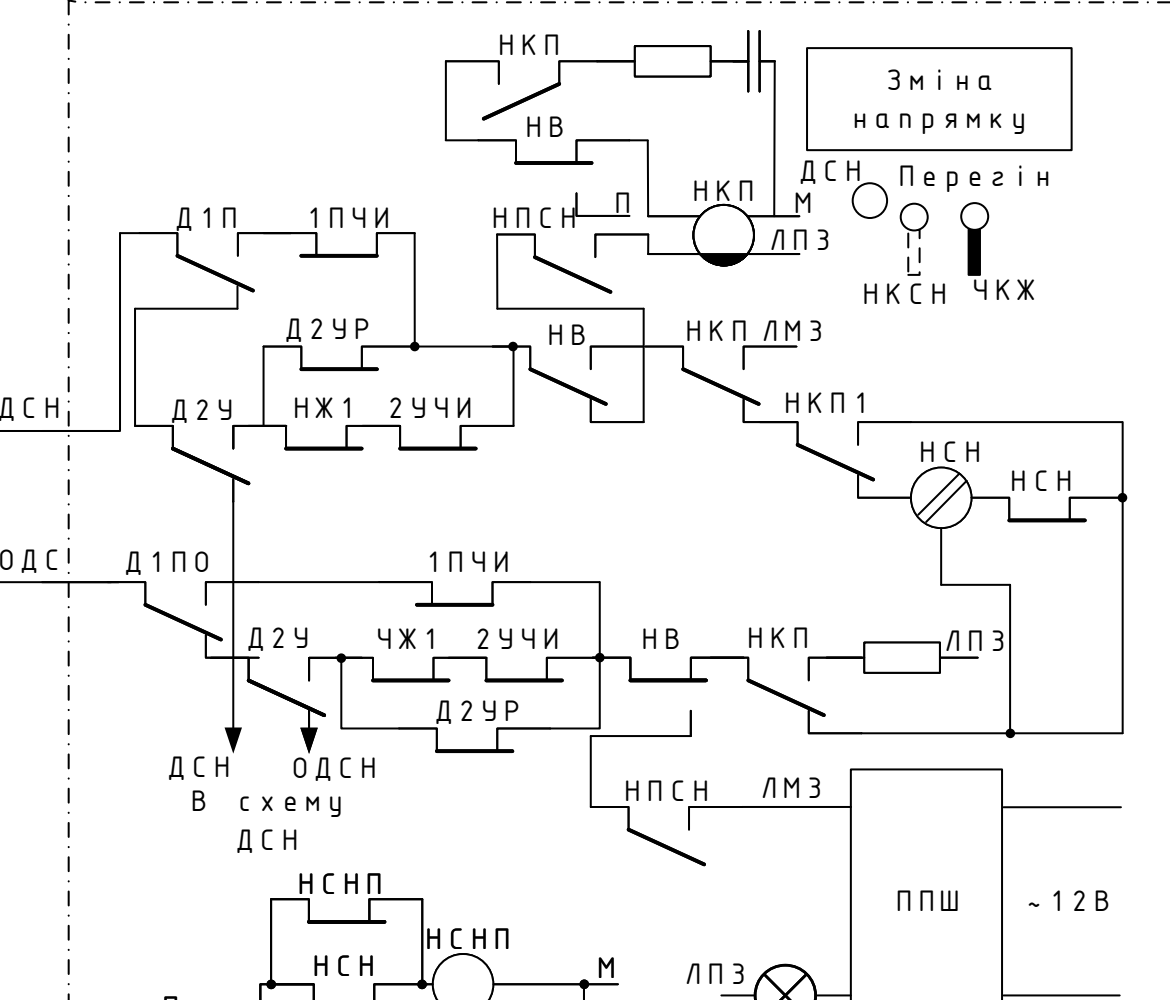 НКП
Зміна
напрямку
НВ
ДСН
Перегін
НПСН
П
НКП
М
ЛПЗ
Д1П
1ПЧИ
НКСН
ЧКЖ
Д2УР
НВ
НКП
ЛМЗ
ДСН
Д2У
НЖ1
2УЧИ
НКП1
НСН
НСН
ОДС
Д1ПО
1ПЧИ
Д2У
ЧЖ1
2УЧИ
НВ
НКП
ЛПЗ
Д2УР
ДСН
ОДСН
В схему
ДСН
НПСН
ЛМЗ
НСНП
ППШ
~12В
НСНП
НСН
М
ЛПЗ